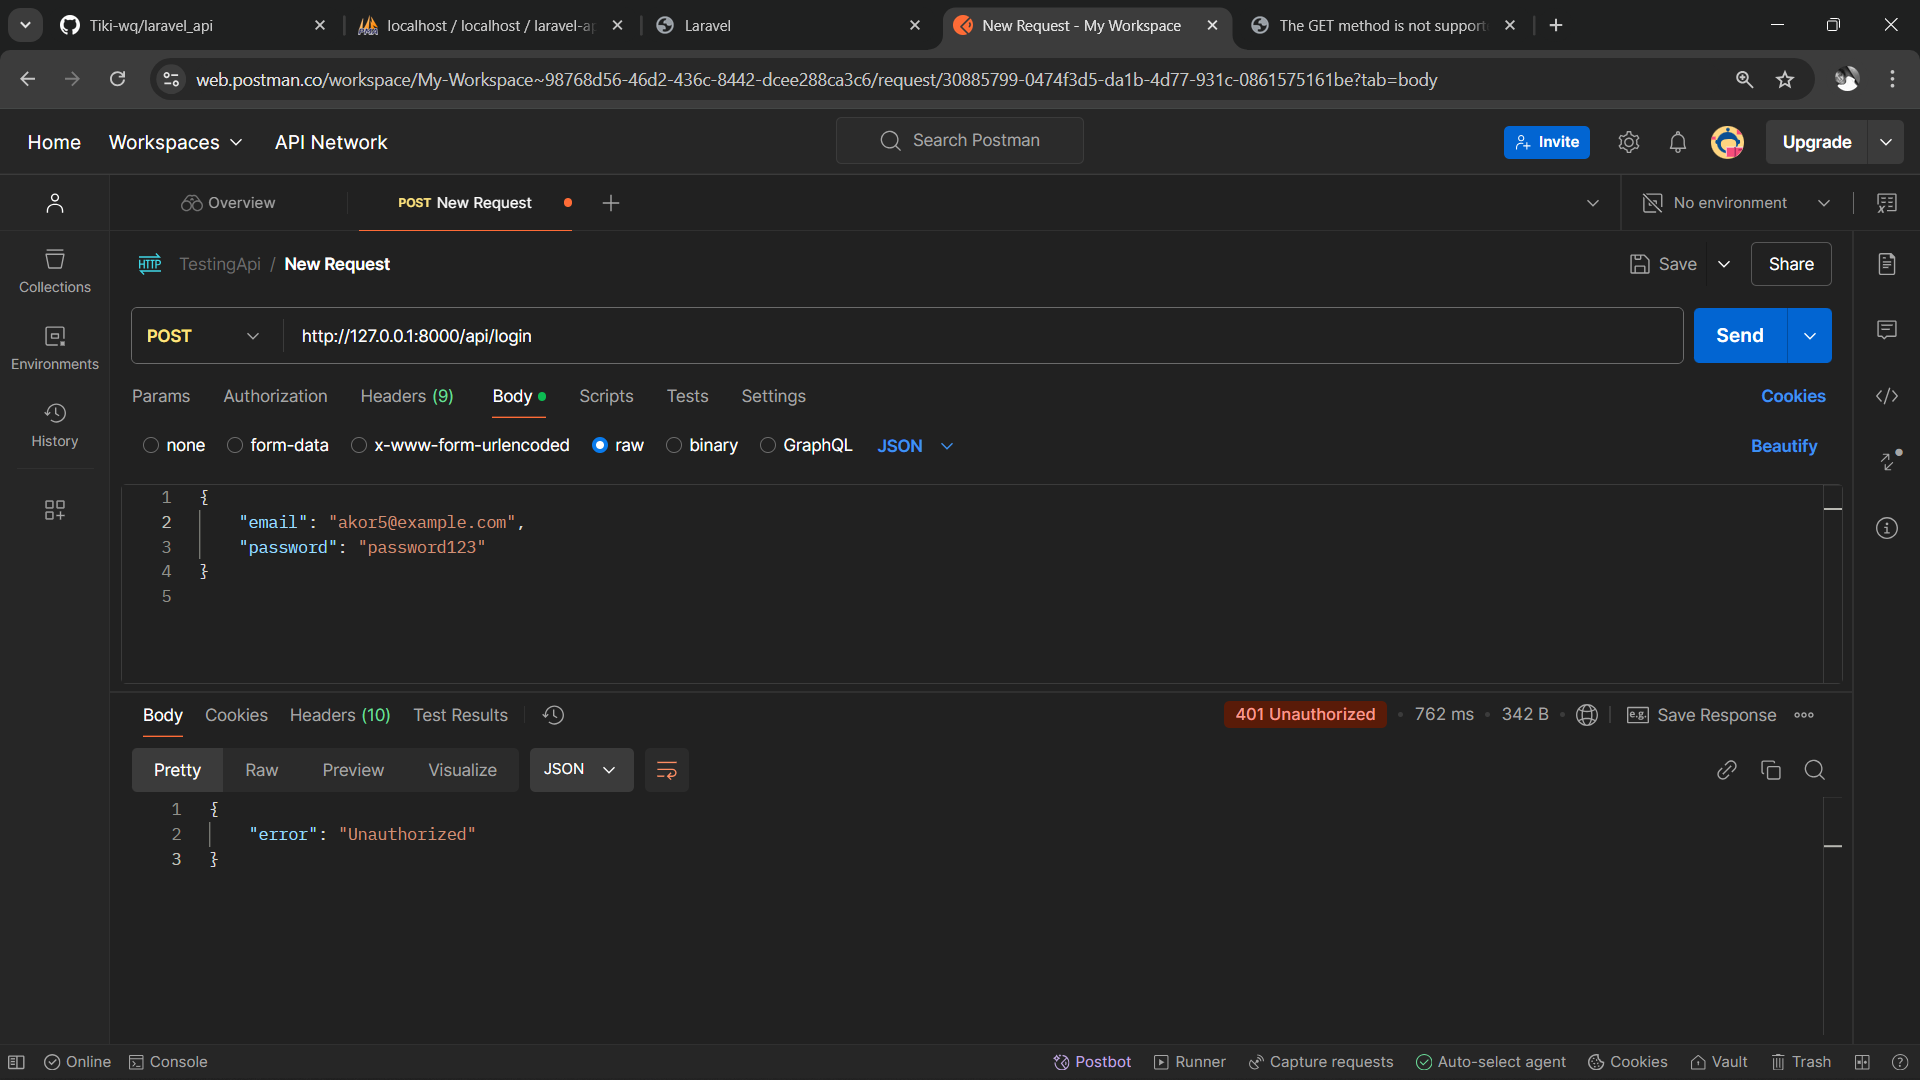 Tiki-wq/laravel_api
localhost / localhost / laravel-ap
Laravel
New Request - My Workspace
The GET method is not support
web.postman.co/workspace/My-Workspace~98768d56-46d2-436c-8442-dcee288ca3c6/request/30885799-0474f3d5-da1b-4d77-931c-0861575161be?tab=body
Home
Workspaces
API Network
Search Postman
Invite
Upgrade
Overview
POST New Request
No environment
Collections
Environments
History
HTTP
TestingApi / New Request
Save
Share
POST
http://127.0.0.1:8000/api/login
Send
Params
Authorization
Headers (9)
Body
Scripts
Tests
Settings
Cookies
none
form-data
x-www-form-urlencoded
raw
binary
GraphQL
JSON
Beautify
1 {
2 "email": "akor5@example.com",
3 "password": "password123"
4 }
5
Body
Cookies
Headers (10)
Test Results
401 Unauthorized
762 ms
342 B
e.g. Save Response
Pretty
Raw
Preview
Visualize
JSON
1 {
2 "error": "Unauthorized"
3 }
Online
Console
Postbot
Runner
Capture requests
Auto-select agent
Cookies
Vault
Trash